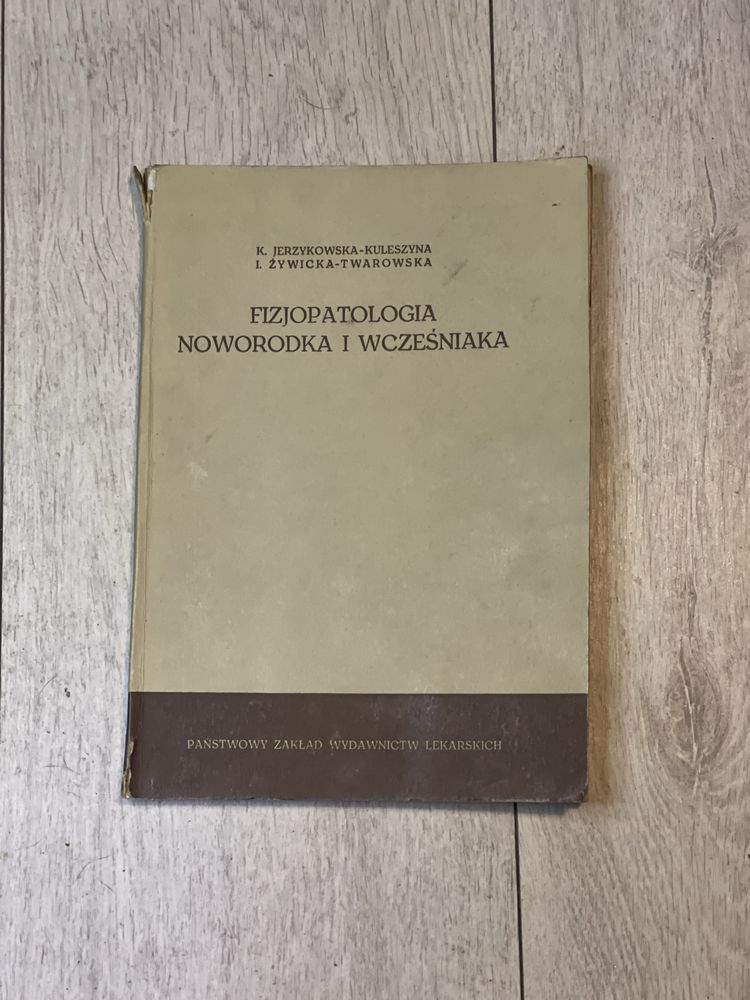 K. JERZYKOWSKA-KULESZYNA
I. ŻYWICKA-TWAROWSKA
FIZJOPATOLOGIA
NOWORODKA I WCZEŚNIAKA
PAŃSTWOWY ZAKŁAD WYDAWNICTW LEKARSKICH